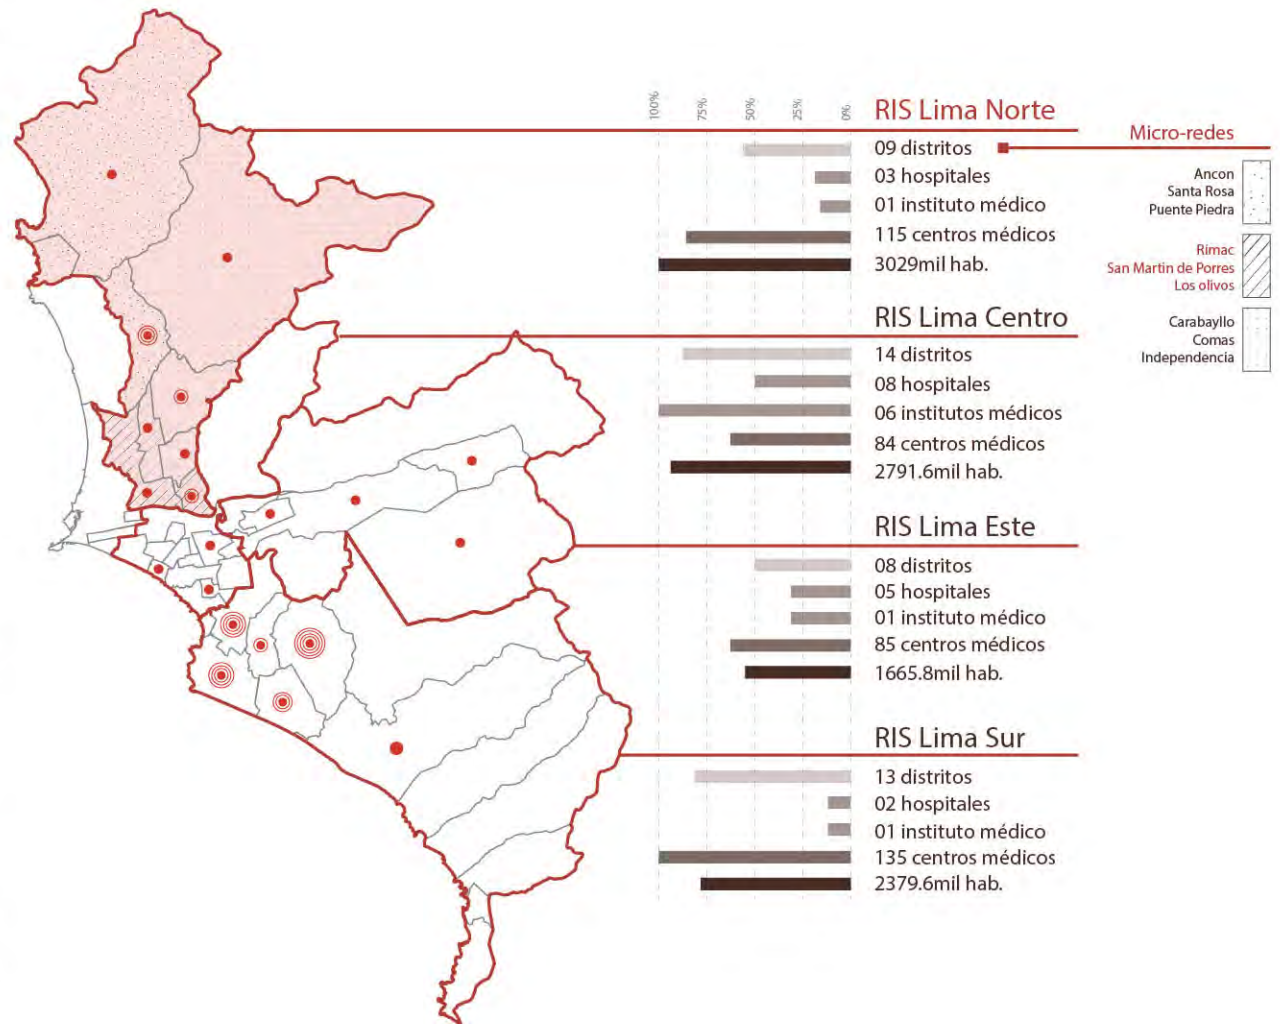 100%
75%
50%
25%
0%
RIS Lima Norte
09 distritos
03 hospitales
01 instituto médico
115 centros médicos
3029mil hab.
Micro-redes
Ancon
Santa Rosa
Puente Piedra
Rimac
San Martin de Porres
Los olivos
Carabayllo
Comas
Independencia
RIS Lima Centro
14 distritos
08 hospitales
06 institutos médicos
84 centros médicos
2791.6mil hab.
RIS Lima Este
08 distritos
05 hospitales
01 instituto médico
85 centros médicos
1665.8mil hab.
RIS Lima Sur
13 distritos
02 hospitales
01 instituto médico
135 centros médicos
2379.6mil hab.